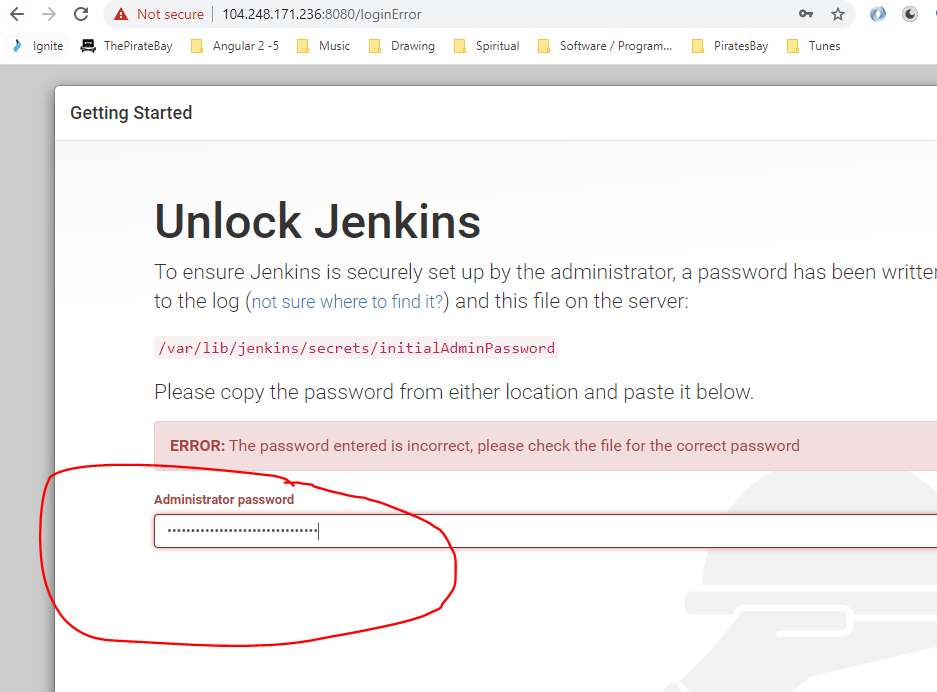 Not secure 104.248.171.236:8080/loginError
Ignite ThePirateBay Angular 2 -5 Music Drawing Spiritual Software / Program... PiratesBay Tunes
Getting Started
Unlock Jenkins
To ensure Jenkins is securely set up by the administrator, a password has been written
to the log (not sure where to find it?) and this file on the server:
/var/lib/jenkins/secrets/initialAdminPassword
Please copy the password from either location and paste it below.
ERROR: The password entered is incorrect, please check the file for the correct password
Administrator password